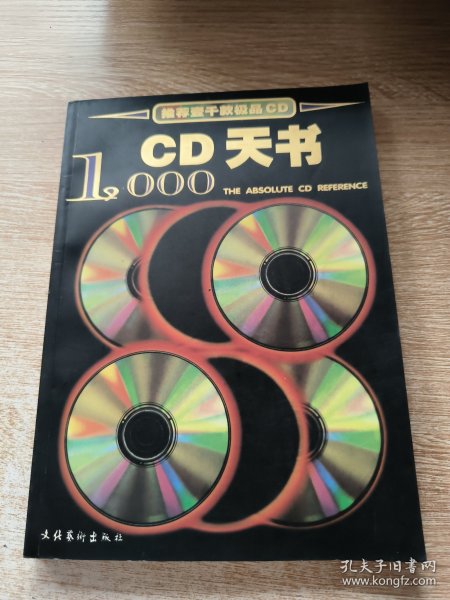 推荐壹千款极品CD
CD天书
1,000
THE ABSOLUTE CD REFERENCE
文化艺术出版社
孔夫子旧书网
www.kongfz.com